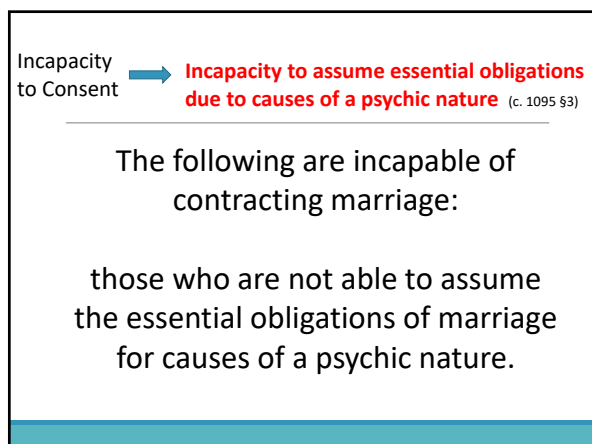 Incapacity
to Consent
Incapacity to assume essential obligations
due to causes of a psychic nature (c. 1095 §3)
The following are incapable of
contracting marriage:
those who are not able to assume
the essential obligations of marriage
for causes of a psychic nature.